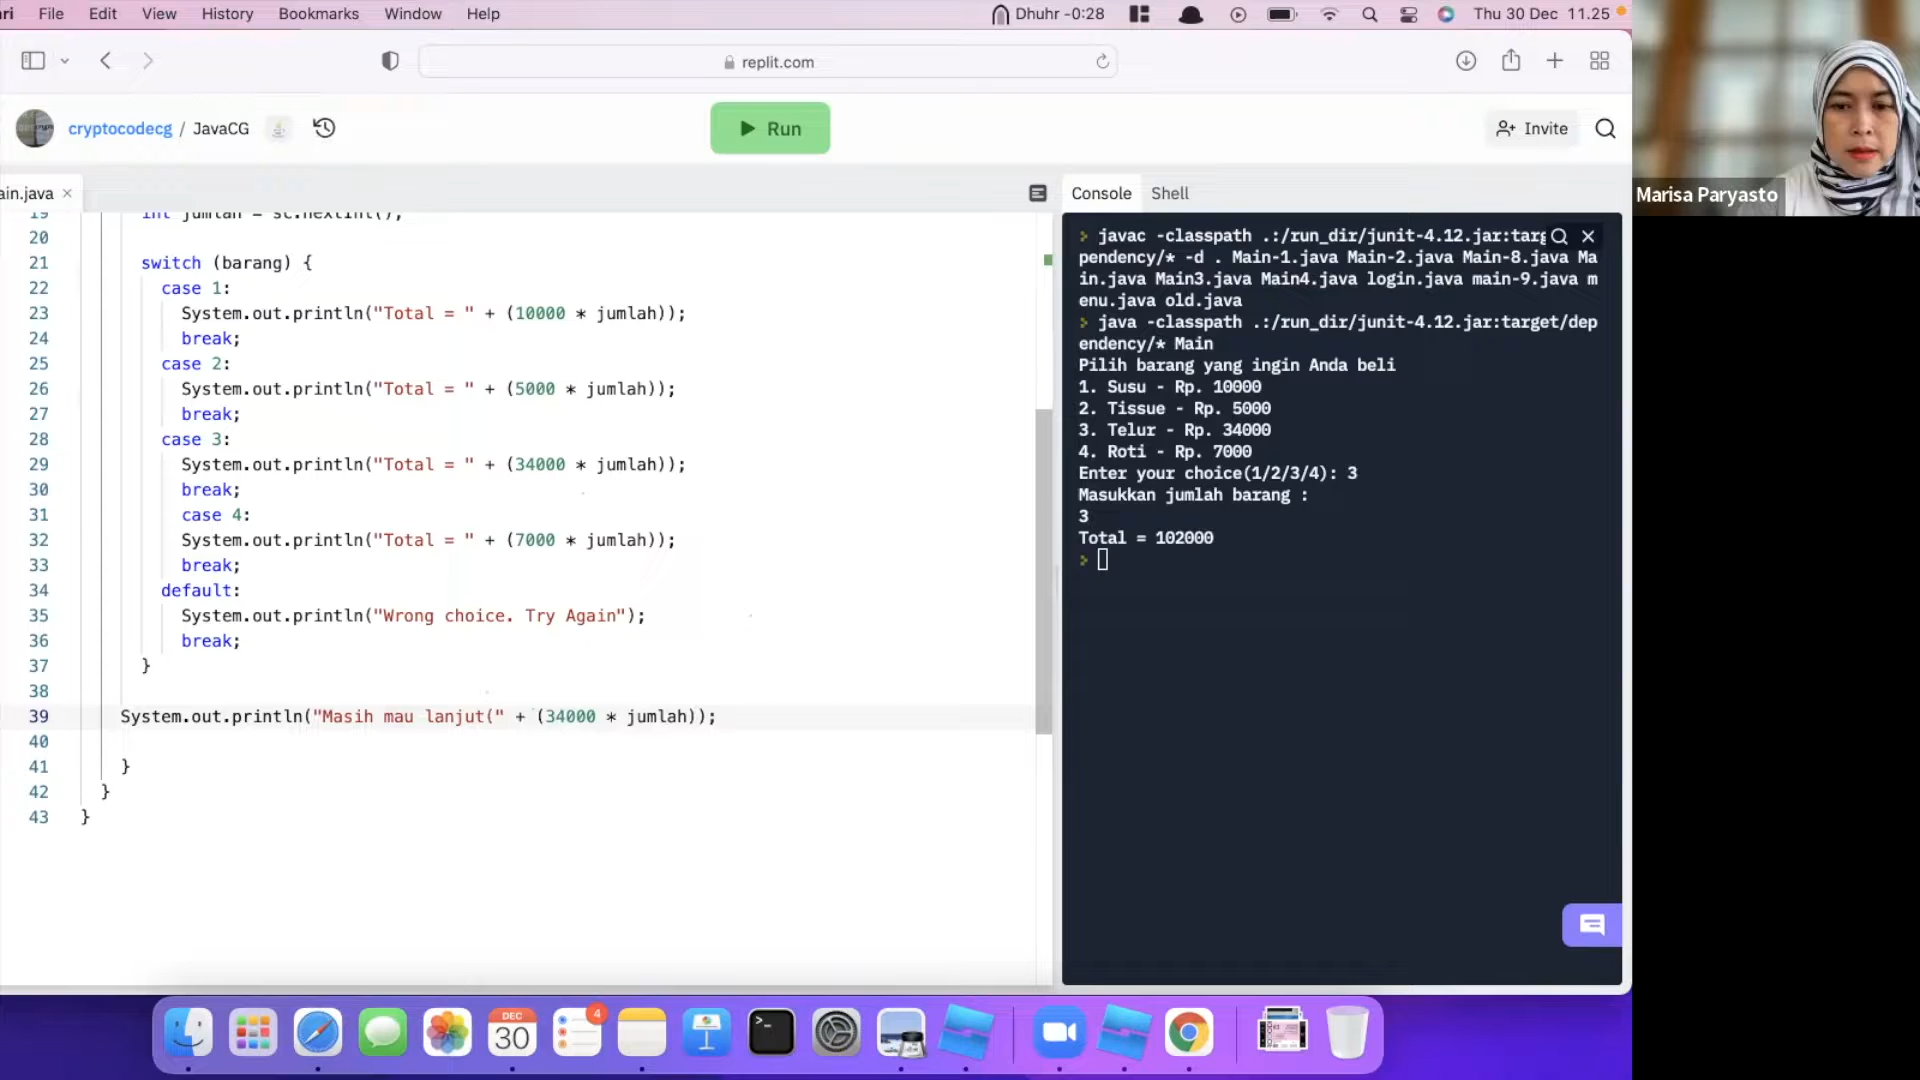 ri File Edit View History Bookmarks Window Help Dhuhr -0:28 Thu 30 Dec 11.25
replit.com
cryptocodecg / JavaCG Run Invite
ain.java Console Shell
19 int jumlah = sc.nextInt();
20
21 switch (barang) {
22 case 1:
23 System.out.println("Total = " + (10000 * jumlah));
24 break;
25 case 2:
26 System.out.println("Total = " + (5000 * jumlah));
27 break;
28 case 3:
29 System.out.println("Total = " + (34000 * jumlah));
30 break;
31 case 4:
32 System.out.println("Total = " + (7000 * jumlah));
33 break;
34 default:
35 System.out.println("Wrong choice. Try Again");
36 break;
37 }
38
39 System.out.println("Masih mau lanjut(" + (34000 * jumlah));
40
41 }
42 }
43 }
> javac -classpath .:/run_dir/junit-4.12.jar:targ
pendency/* -d . Main-1.java Main-2.java Main-8.java Ma
in.java Main3.java Main4.java login.java main-9.java m
enu.java old.java
> java -classpath .:/run_dir/junit-4.12.jar:target/dep
endency/* Main
Pilih barang yang ingin Anda beli
1. Susu - Rp. 10000
2. Tissue - Rp. 5000
3. Telur - Rp. 34000
4. Roti - Rp. 7000
Enter your choice(1/2/3/4): 3
Masukkan jumlah barang :
3
Total = 102000
>
Marisa Paryasto
DEC
30
4